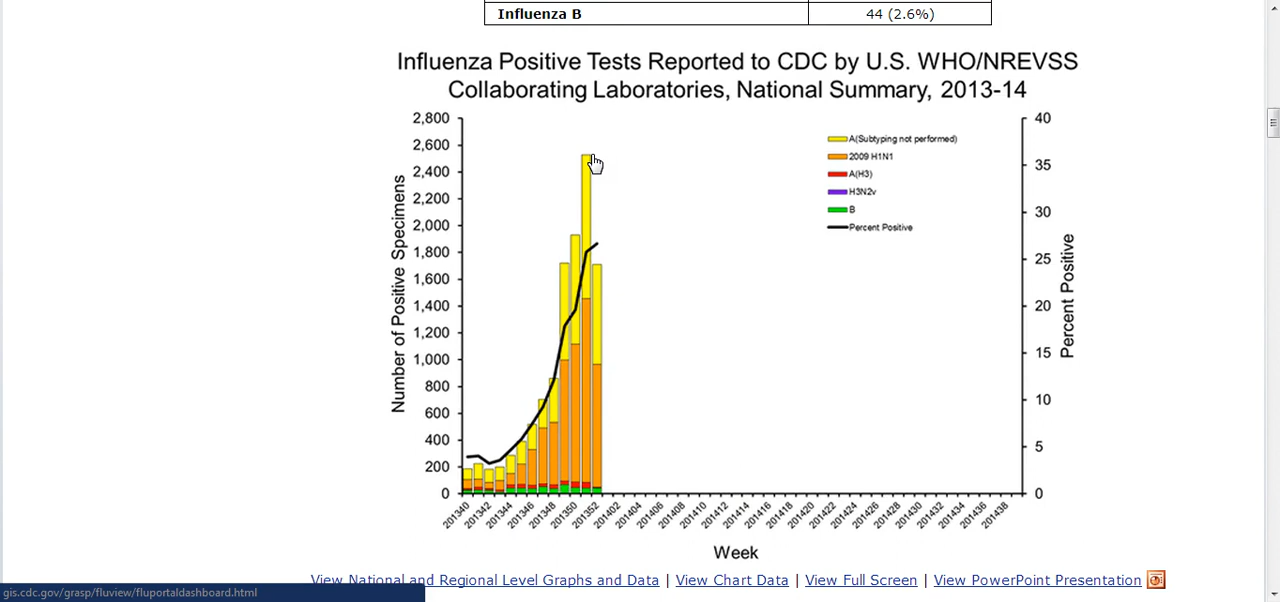 Influenza B 44 (2.6%)
Influenza Positive Tests Reported to CDC by U.S. WHO/NREVSS
Collaborating Laboratories, National Summary, 2013-14
2,800
2,600
2,400
2,200
2,000
1,800
1,600
1,400
1,200
1,000
800
600
400
200
0
Number of Positive Specimens
A(Subtyping not performed)
2009 H1N1
A(H3)
H3N2v
B
Percent Positive
40
35
30
25
20
15
10
5
0
Percent Positive
201340 201342 201344 201346 201348 201350 201352 201402 201404 201406 201408 201410 201412 201414 201416 201418 201420 201422 201424 201426 201428 201430 201432 201434 201436 201438
Week
View National and Regional Level Graphs and Data | View Chart Data | View Full Screen | View PowerPoint Presentation
gis.cdc.gov/grasp/fluview/fluportaldashboard.html